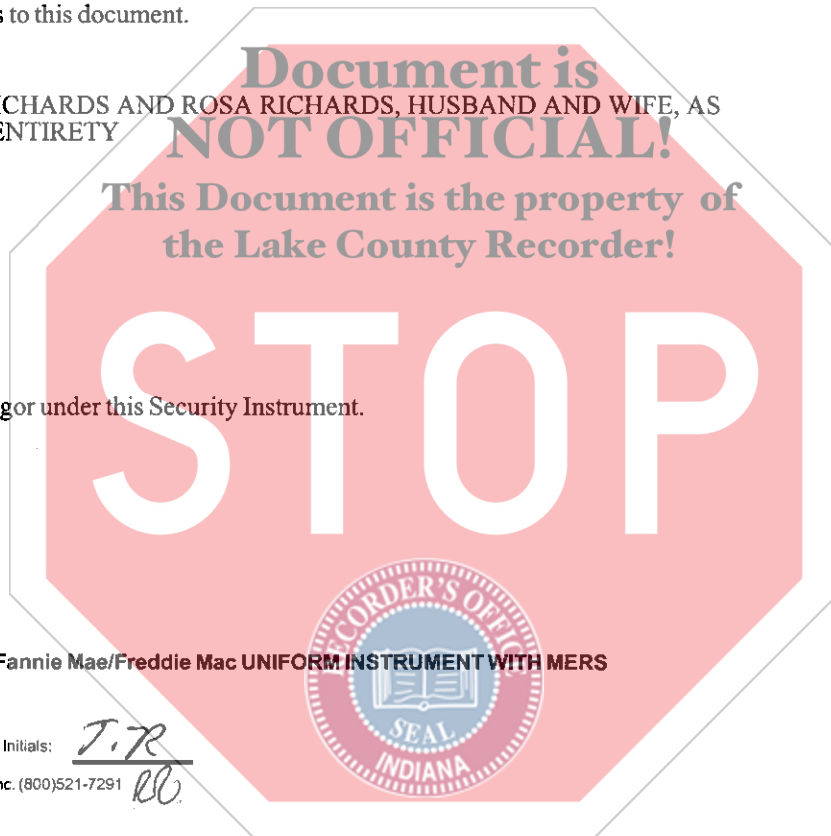 s to this document.
Document is
ICHARDS AND ROSA RICHARDS, HUSBAND AND WIFE, AS
ENTIRETY
NOT OFFICIAL!
This Document is the property of
the Lake County Recorder!
STOP
gor under this Security Instrument.
RECORDER'S OFFICE
Fannie Mae/Freddie Mac UNIFORM INSTRUMENT WITH MERS
SEAL
INDIANA
Initials: J.R
nc. (800)521-7291 RR